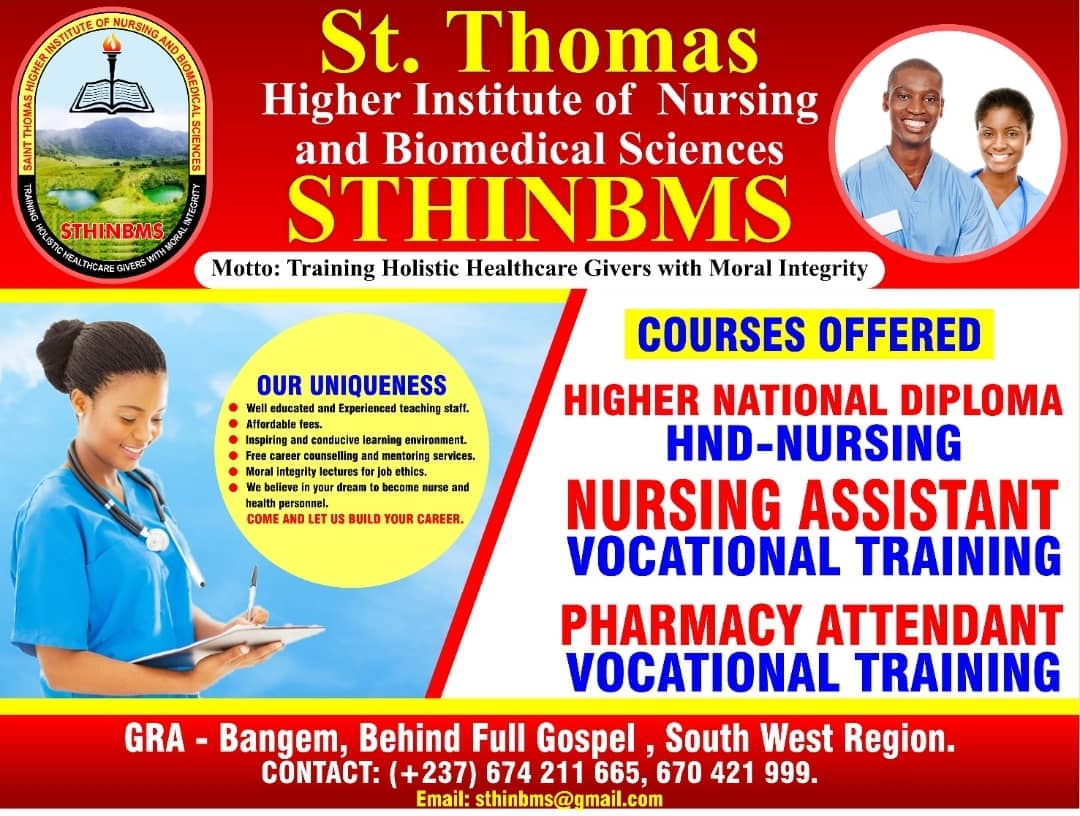 SAINT THOMAS HIGHER INSTITUTE OF NURSING AND BIOMEDICAL SCIENCES
STHINBMS
TRAINING HOLISTIC HEALTHCARE GIVERS WITH MORAL INTEGRITY
St. Thomas
Higher Institute of Nursing
and Biomedical Sciences
STHINBMS
Motto: Training Holistic Healthcare Givers with Moral Integrity
OUR UNIQUENESS
Well educated and Experienced teaching staff.
Affordable fees.
Inspiring and conducive learning environment.
Free career counselling and mentoring services.
Moral integrity lectures for job ethics.
We believe in your dream to become nurse and
health personnel.
COME AND LET US BUILD YOUR CAREER.
COURSES OFFERED
HIGHER NATIONAL DIPLOMA
HND-NURSING
NURSING ASSISTANT
VOCATIONAL TRAINING
PHARMACY ATTENDANT
VOCATIONAL TRAINING
GRA - Bangem, Behind Full Gospel , South West Region.
CONTACT: (+237) 674 211 665, 670 421 999.
Email: sthinbms@gmail.com